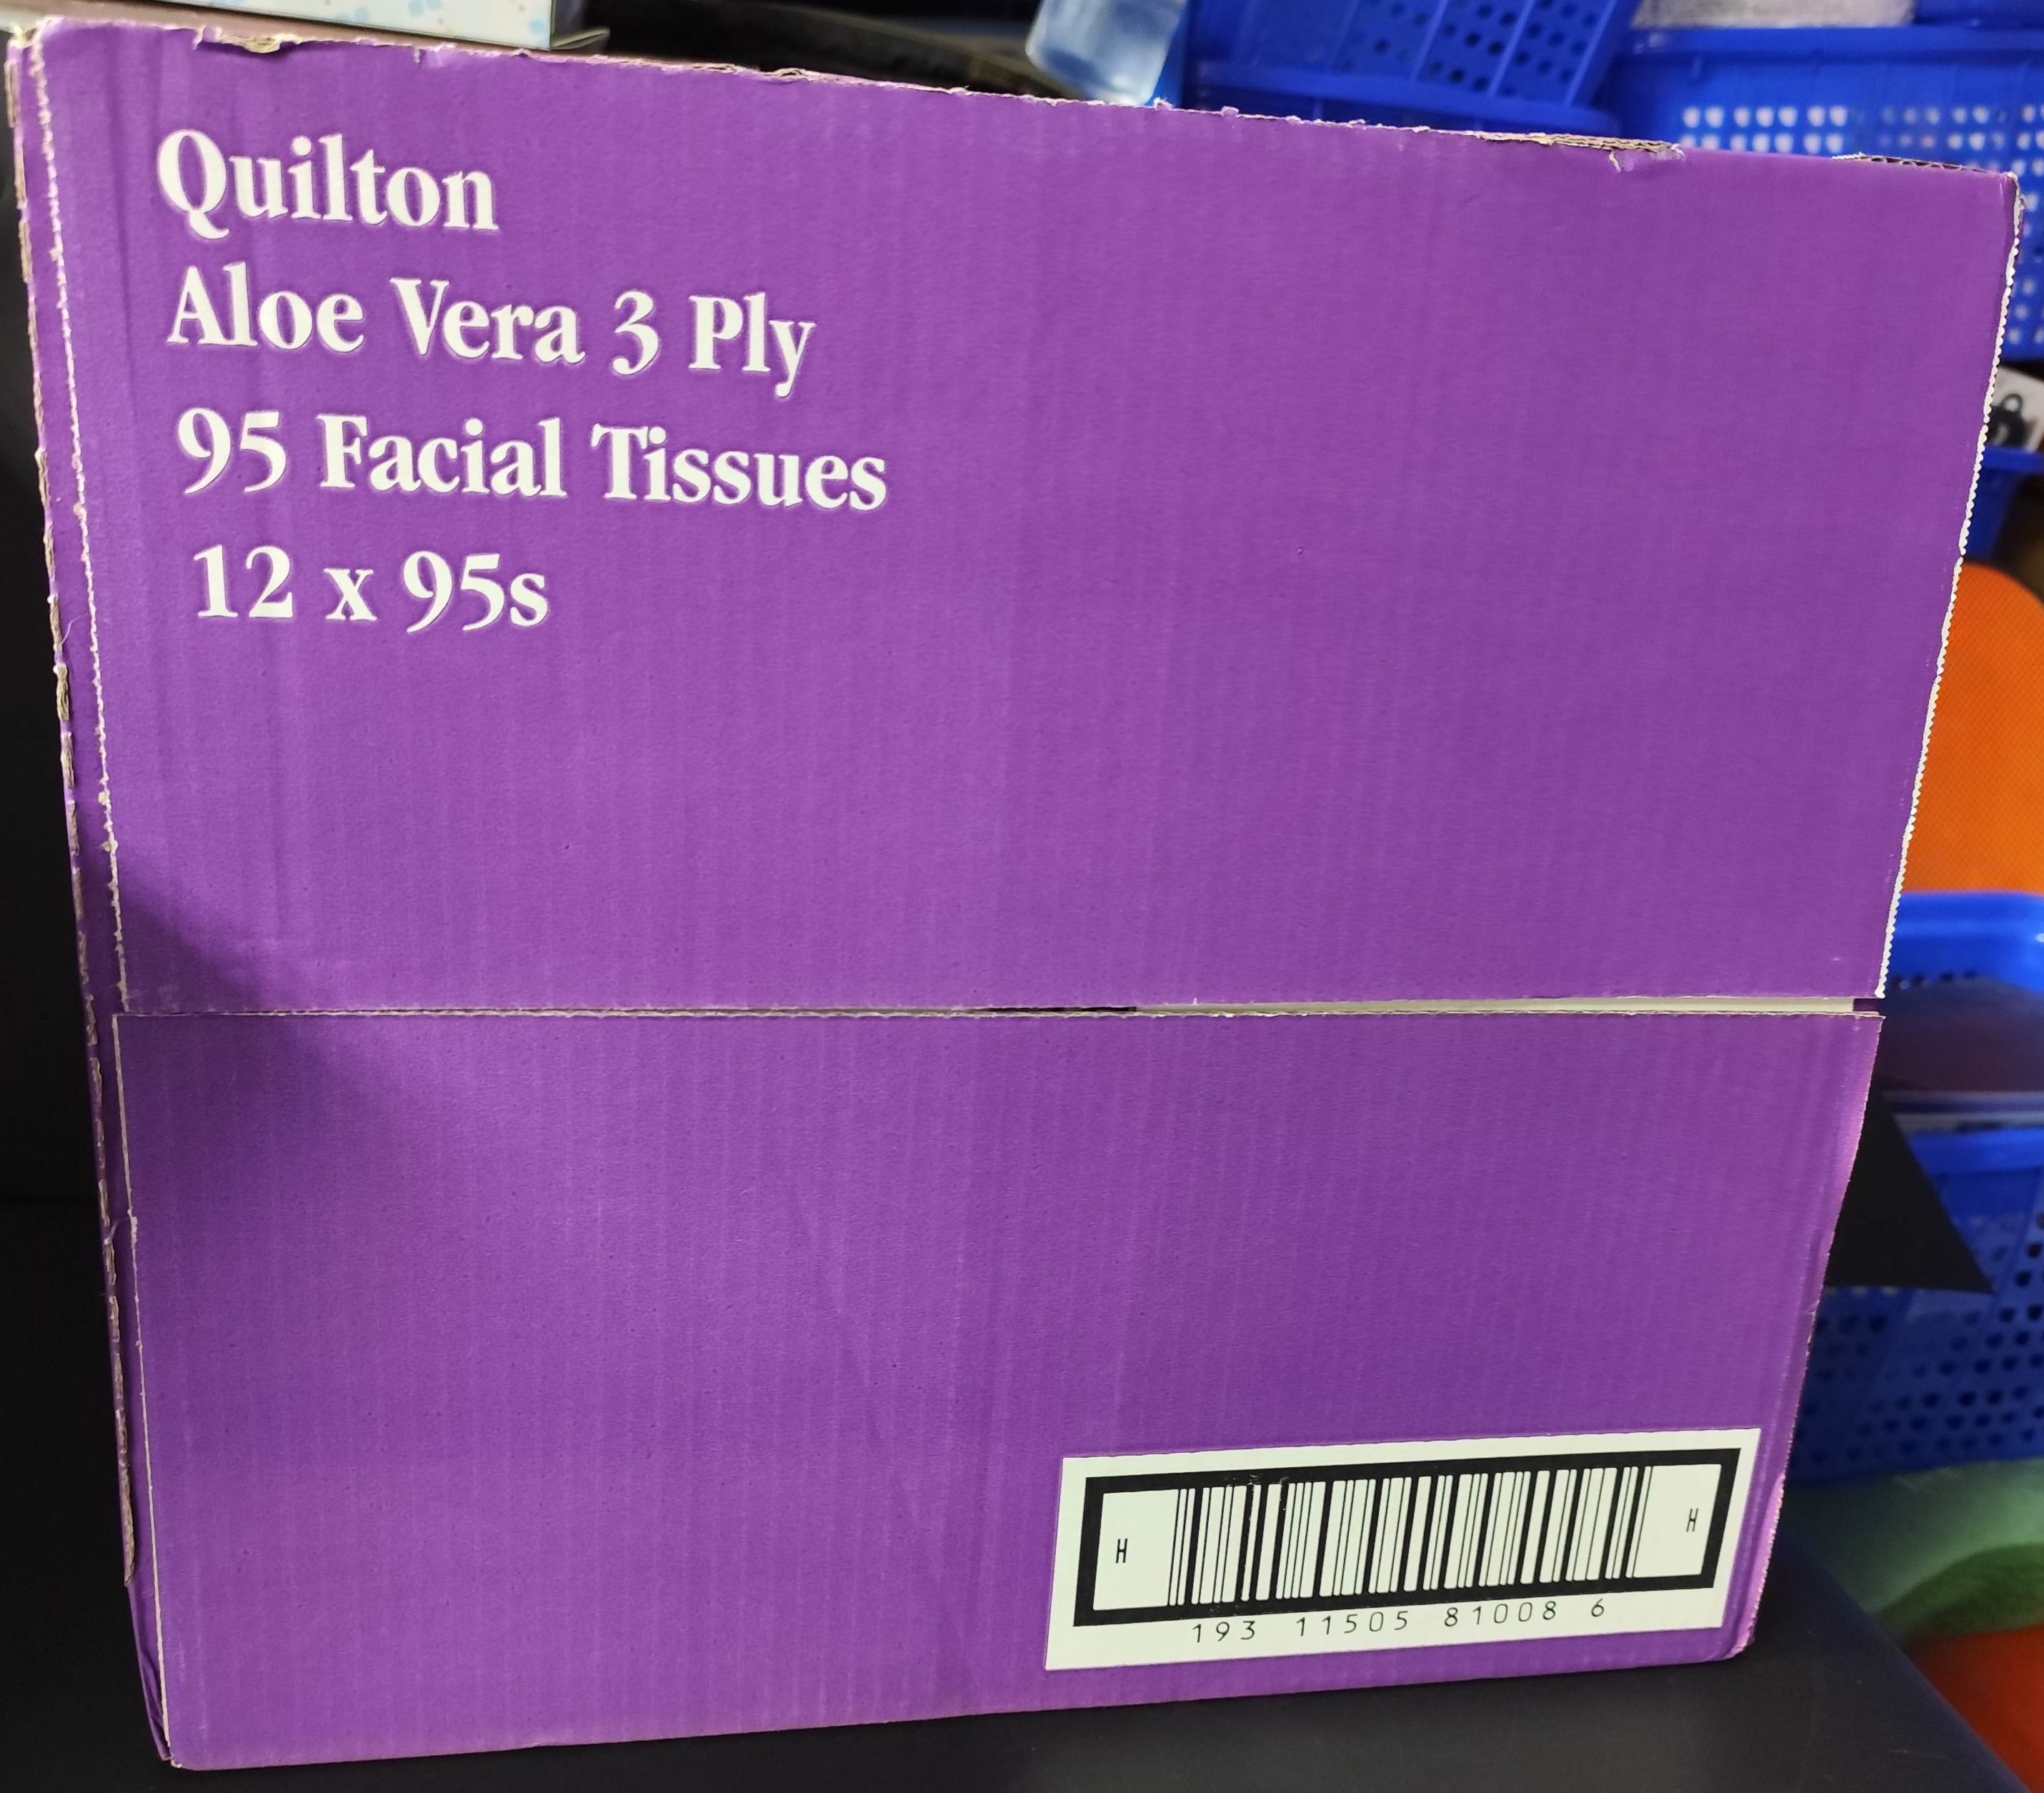 Quilton
Aloe Vera 3 Ply
95 Facial Tissues
12 x 95s
H H
193 11505 81008 6